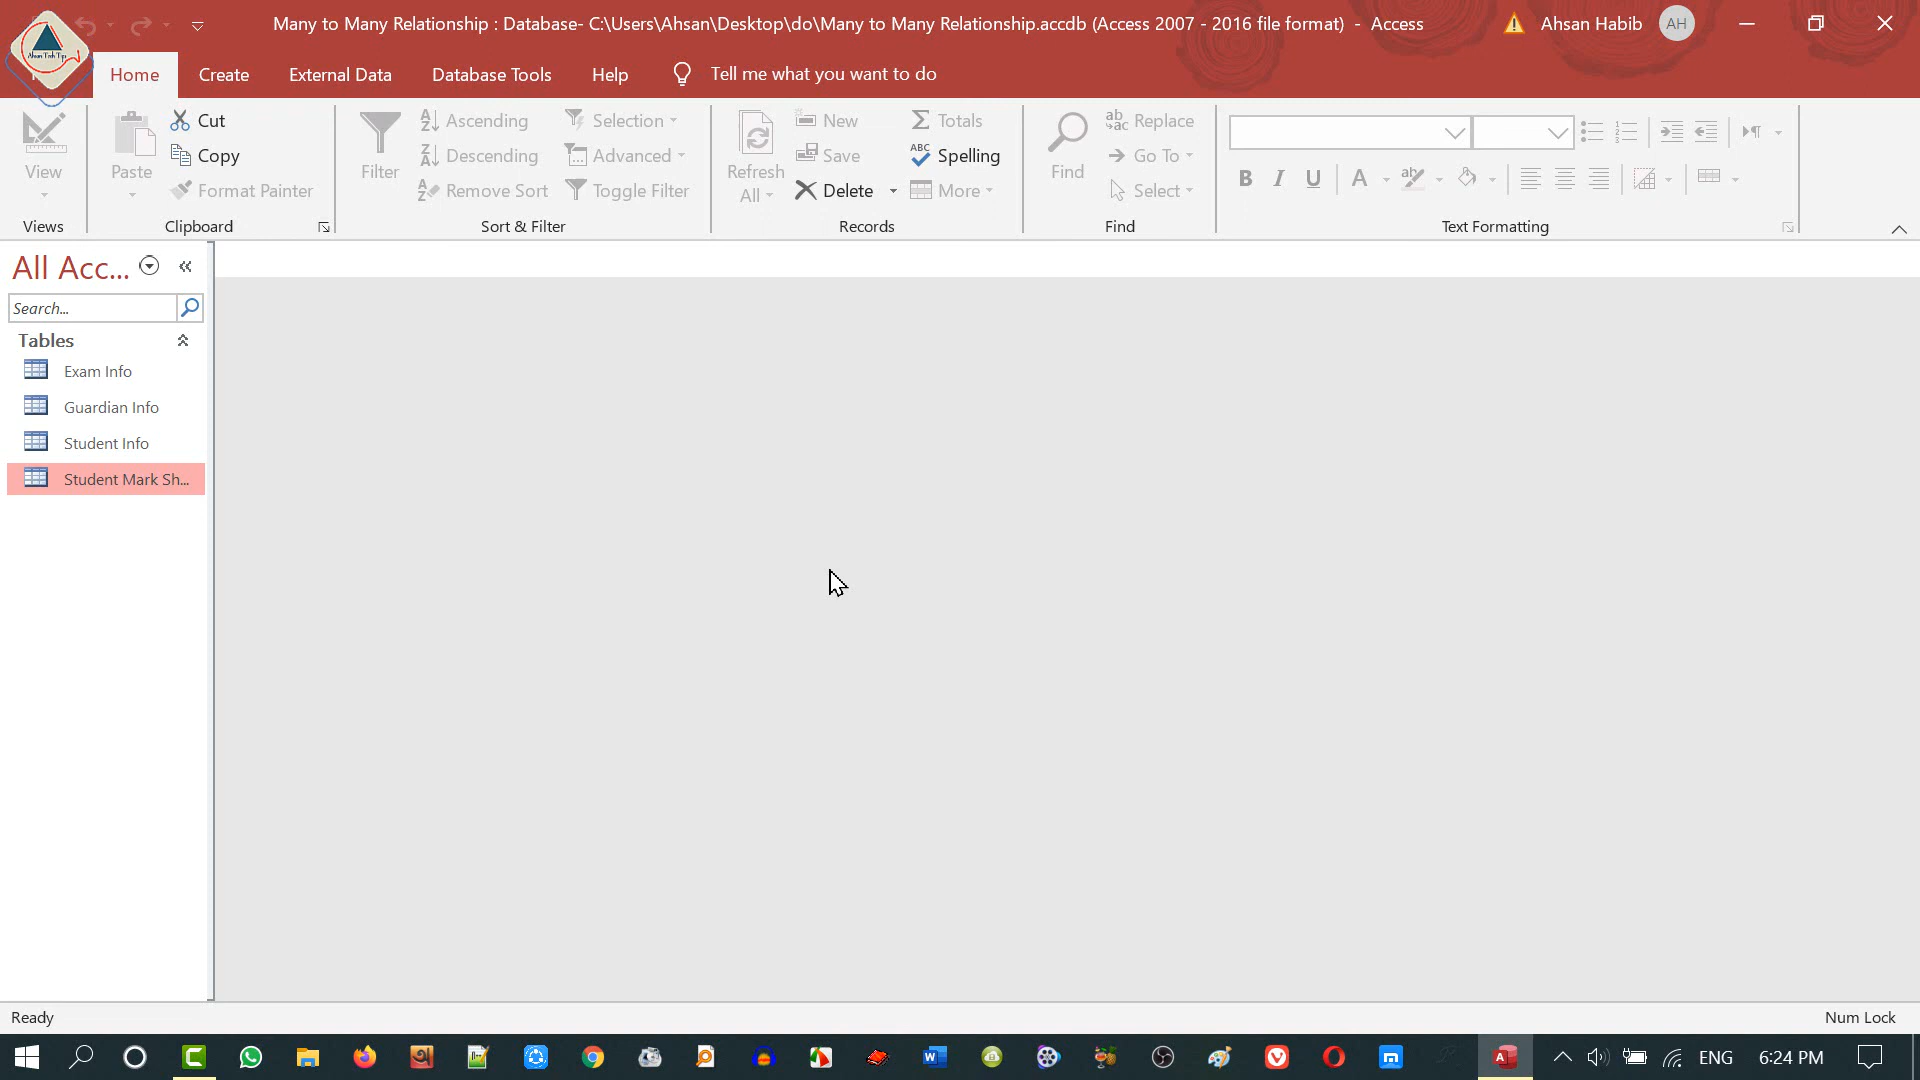 Many to Many Relationship : Database- C:\Users\Ahsan\Desktop\do\Many to Many Relationship.accdb (Access 2007 - 2016 file format) - Access
Ahsan Habib
AH
Ahsan Tech Tips
Home
Create
External Data
Database Tools
Help
Tell me what you want to do
View
Views
Paste
Cut
Copy
Format Painter
Clipboard
Filter
Ascending
Descending
Remove Sort
Selection
Advanced
Toggle Filter
Sort & Filter
Refresh
All
New
Save
Delete
Totals
Spelling
More
Records
Find
Replace
Go To
Select
Find
B I U A
Text Formatting
All Acc...
Search...
Tables
Exam Info
Guardian Info
Student Info
Student Mark Sh...
Ready
Num Lock
ENG
6:24 PM